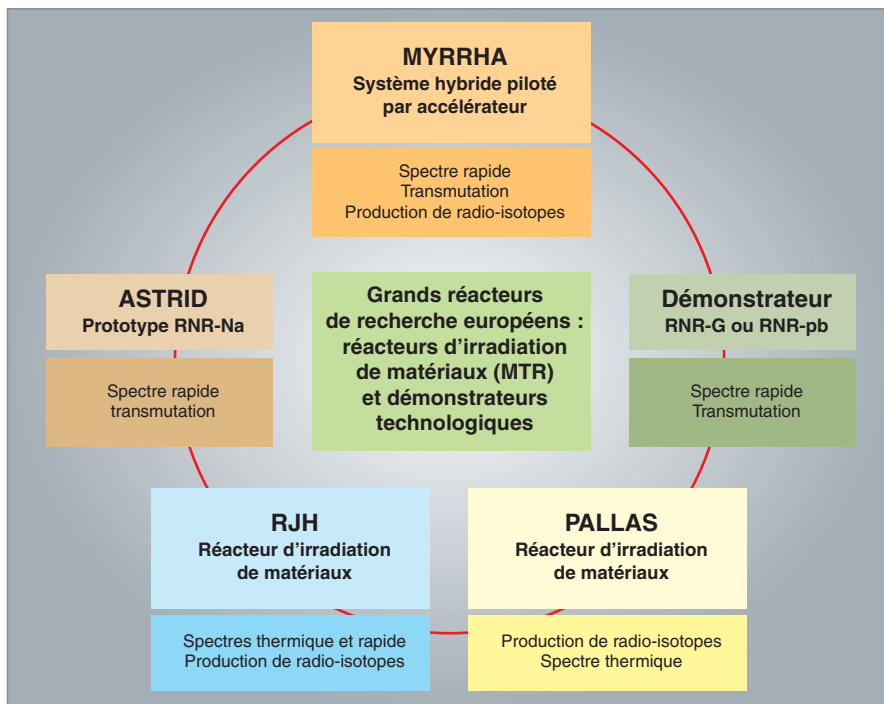 MYRRHA
Système hybride piloté
par accélérateur
Spectre rapide
Transmutation
Production de radio-isotopes
ASTRID
Prototype RNR-Na
Spectre rapide
transmutation
Grands réacteurs
de recherche européens :
réacteurs d’irradiation
de matériaux (MTR)
et démonstrateurs
technologiques
Démonstrateur
RNR-G ou RNR-pb
Spectre rapide
Transmutation
RJH
Réacteur d’irradiation
de matériaux
Spectres thermique et rapide
Production de radio-isotopes
PALLAS
Réacteur d’irradiation
de matériaux
Production de radio-isotopes
Spectre thermique